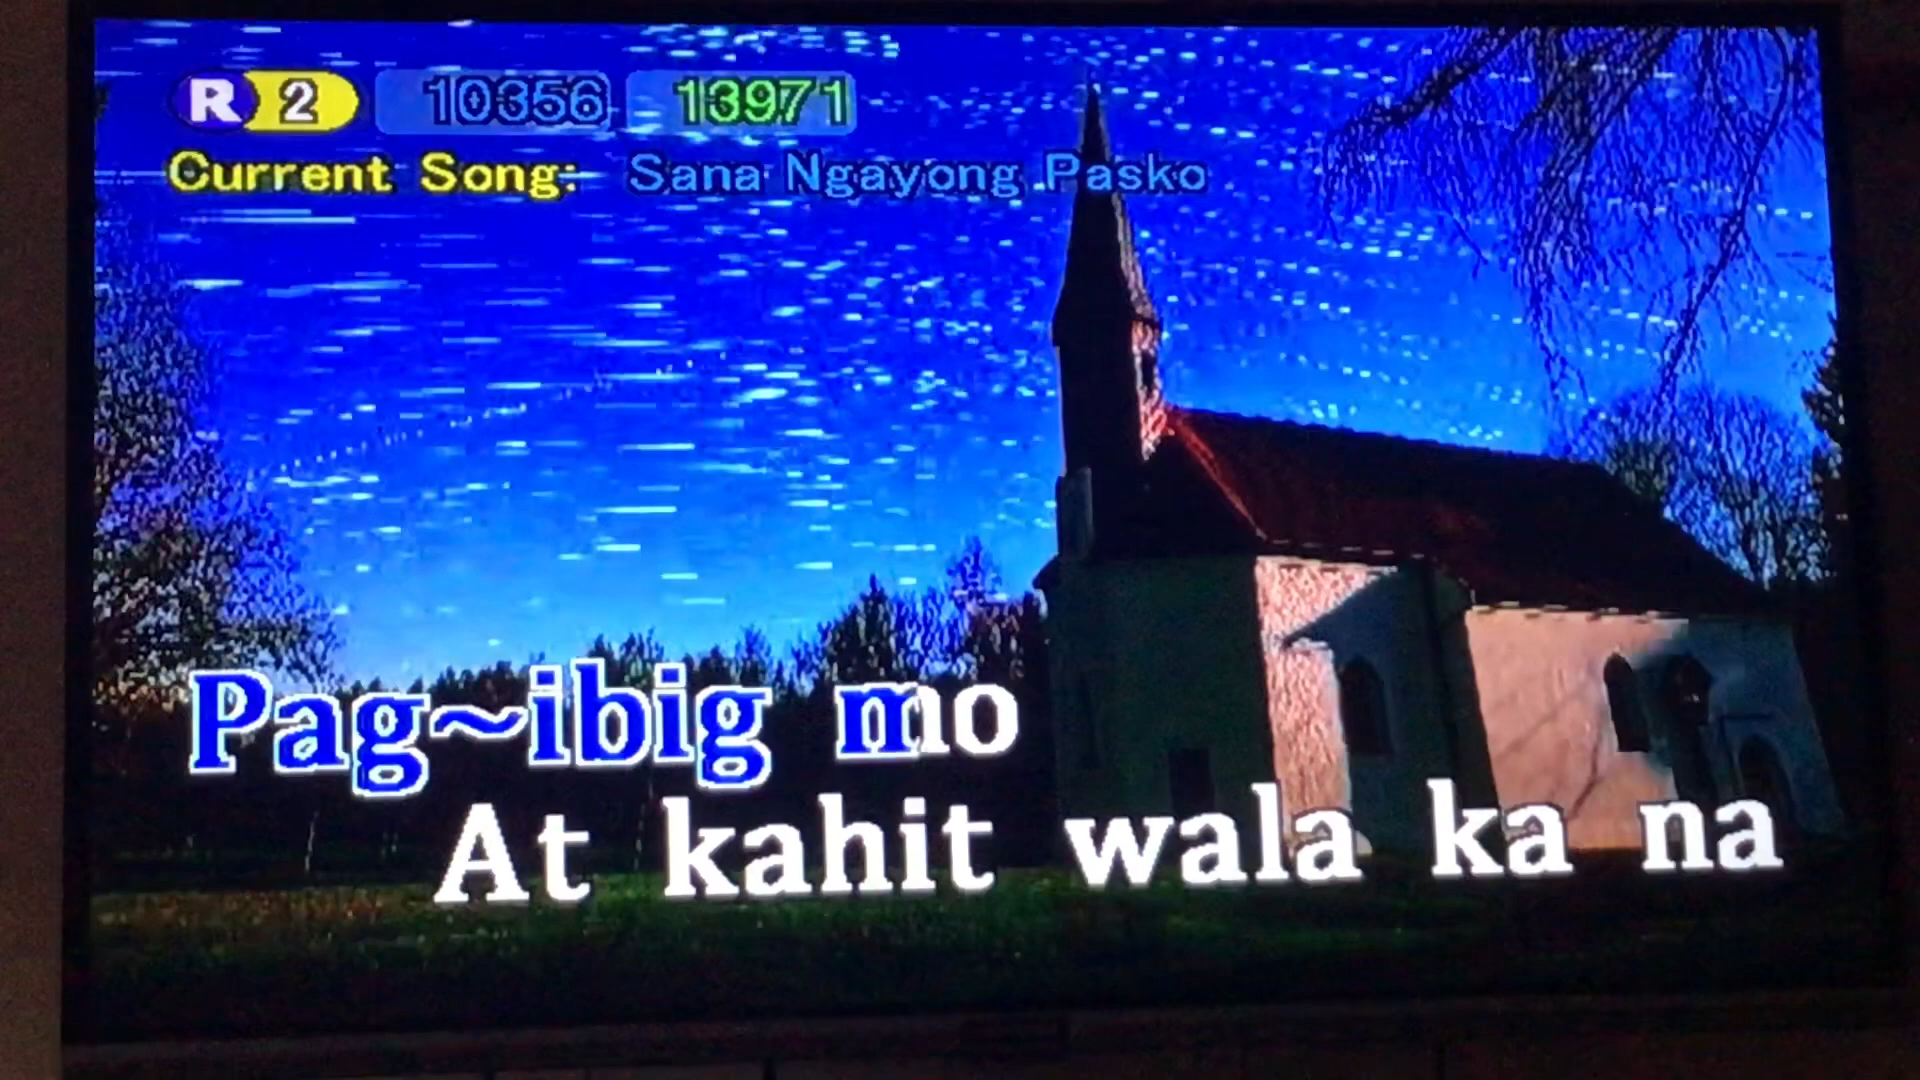 R 2 10356 13971
Current Song: Sana Ngayong Pasko
Pag~ibig mo
At kahit wala ka na